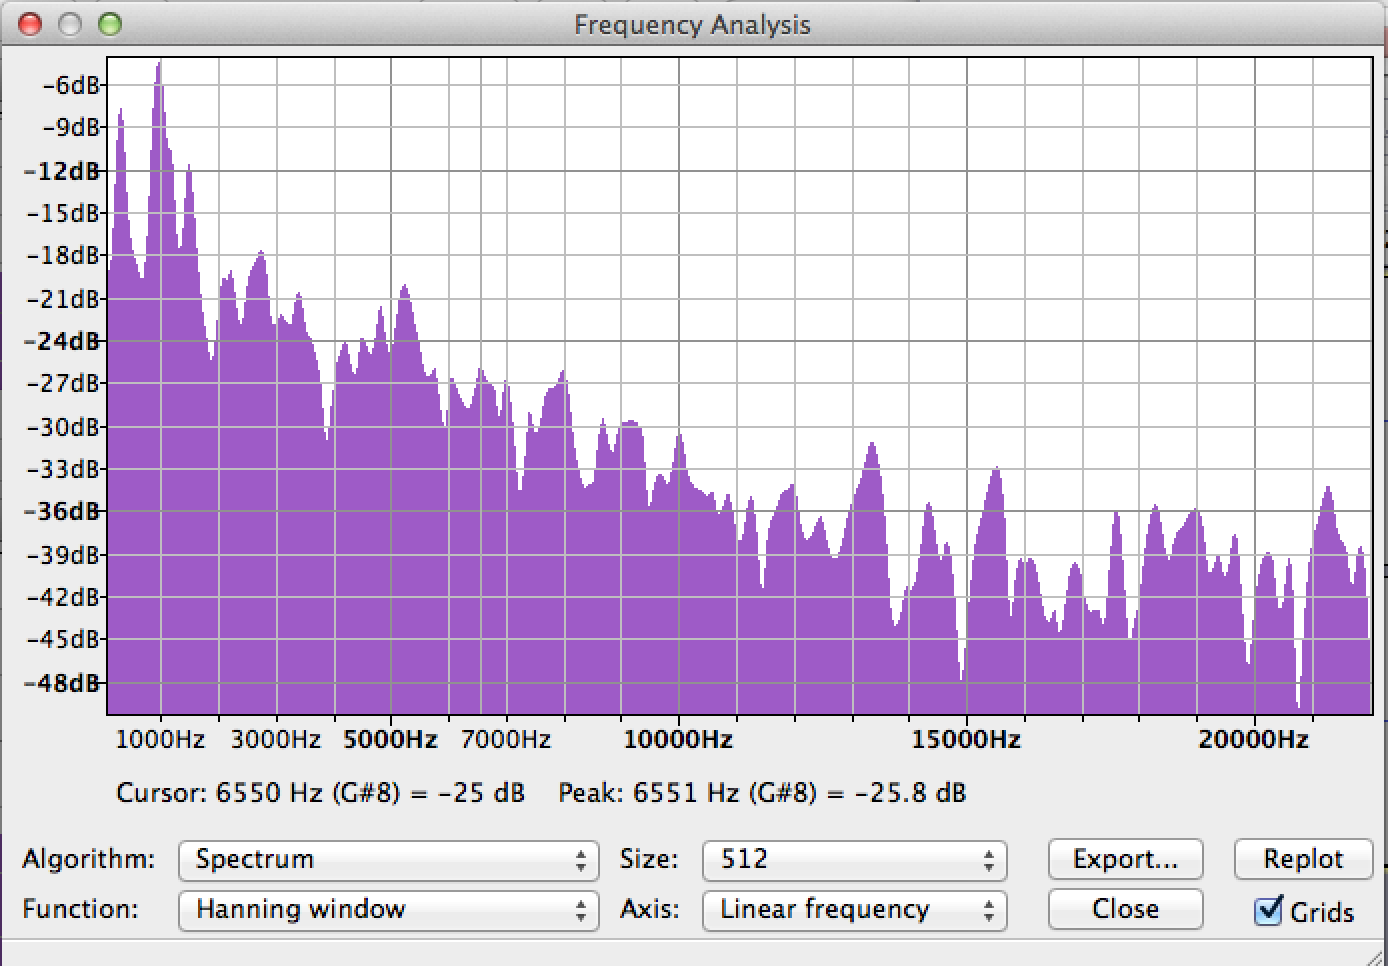 Frequency Analysis
-6dB
-9dB
-12dB
-15dB
-18dB
-21dB
-24dB
-27dB
-30dB
-33dB
-36dB
-39dB
-42dB
-45dB
-48dB
1000Hz 3000Hz 5000Hz 7000Hz 10000Hz 15000Hz 20000Hz
Cursor: 6550 Hz (G#8) = -25 dB Peak: 6551 Hz (G#8) = -25.8 dB
Algorithm: Spectrum Size: 512 Export... Replot
Function: Hanning window Axis: Linear frequency Close Grids